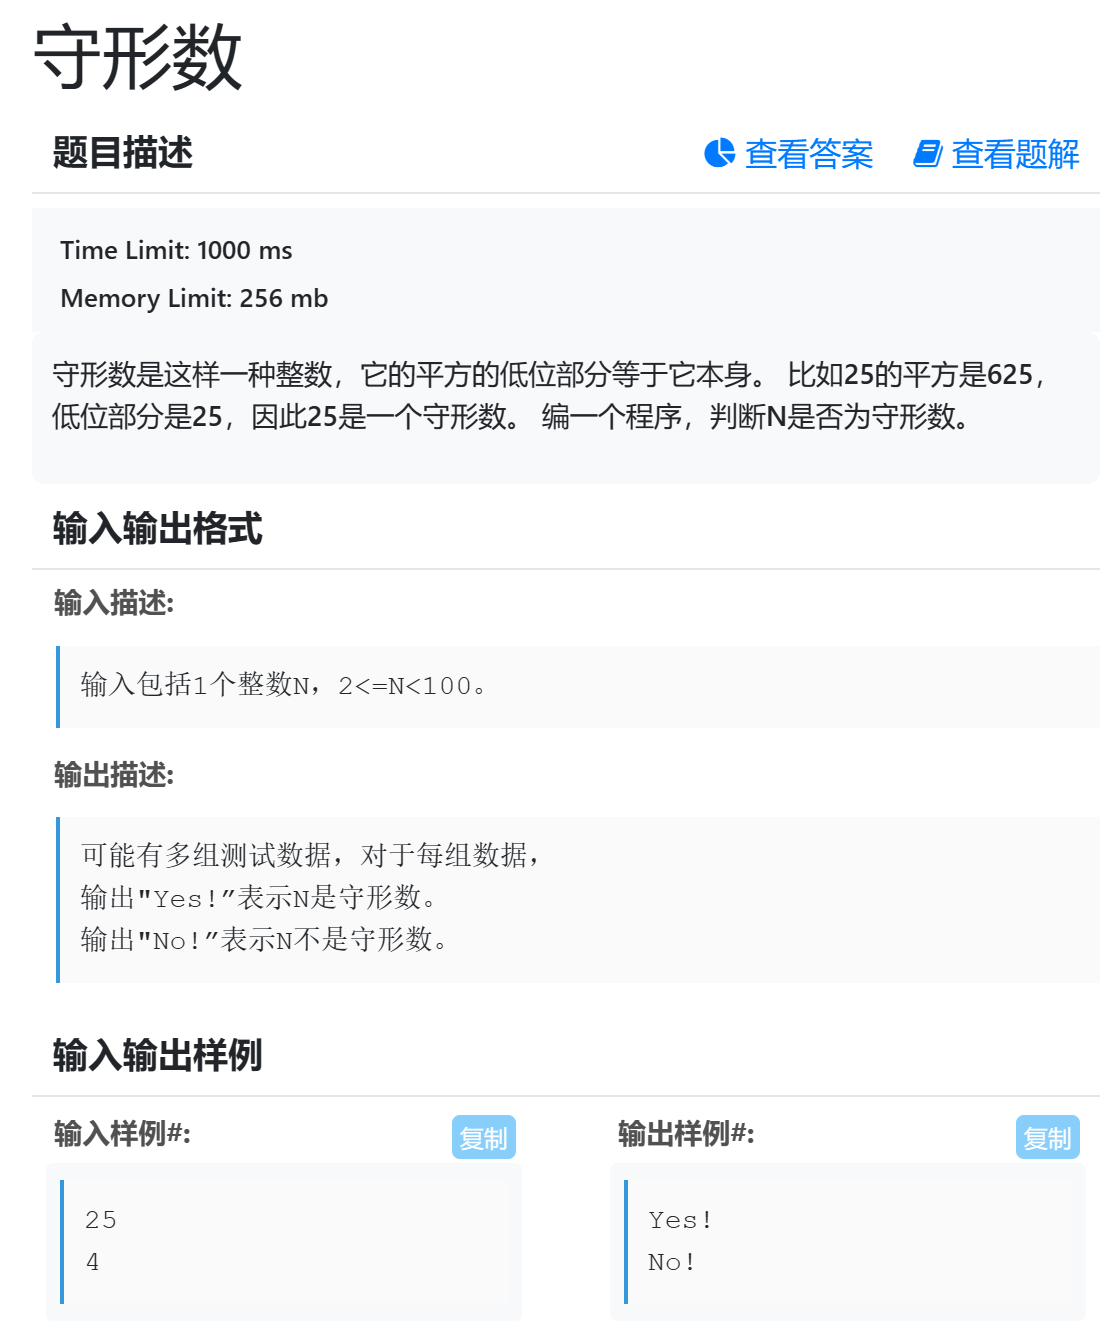 守形数
题目描述
查看答案 查看题解
Time Limit: 1000 ms
Memory Limit: 256 mb
守形数是这样一种整数，它的平方的低位部分等于它本身。 比如25的平方是625，
低位部分是25，因此25是一个守形数。 编一个程序，判断N是否为守形数。
输入输出格式
输入描述:
输入包括1个整数N，2<=N<100。
输出描述:
可能有多组测试数据，对于每组数据，
输出"Yes!”表示N是守形数。
输出"No!”表示N不是守形数。
输入输出样例
输入样例#:
复制
25
4
输出样例#:
复制
Yes!
No!